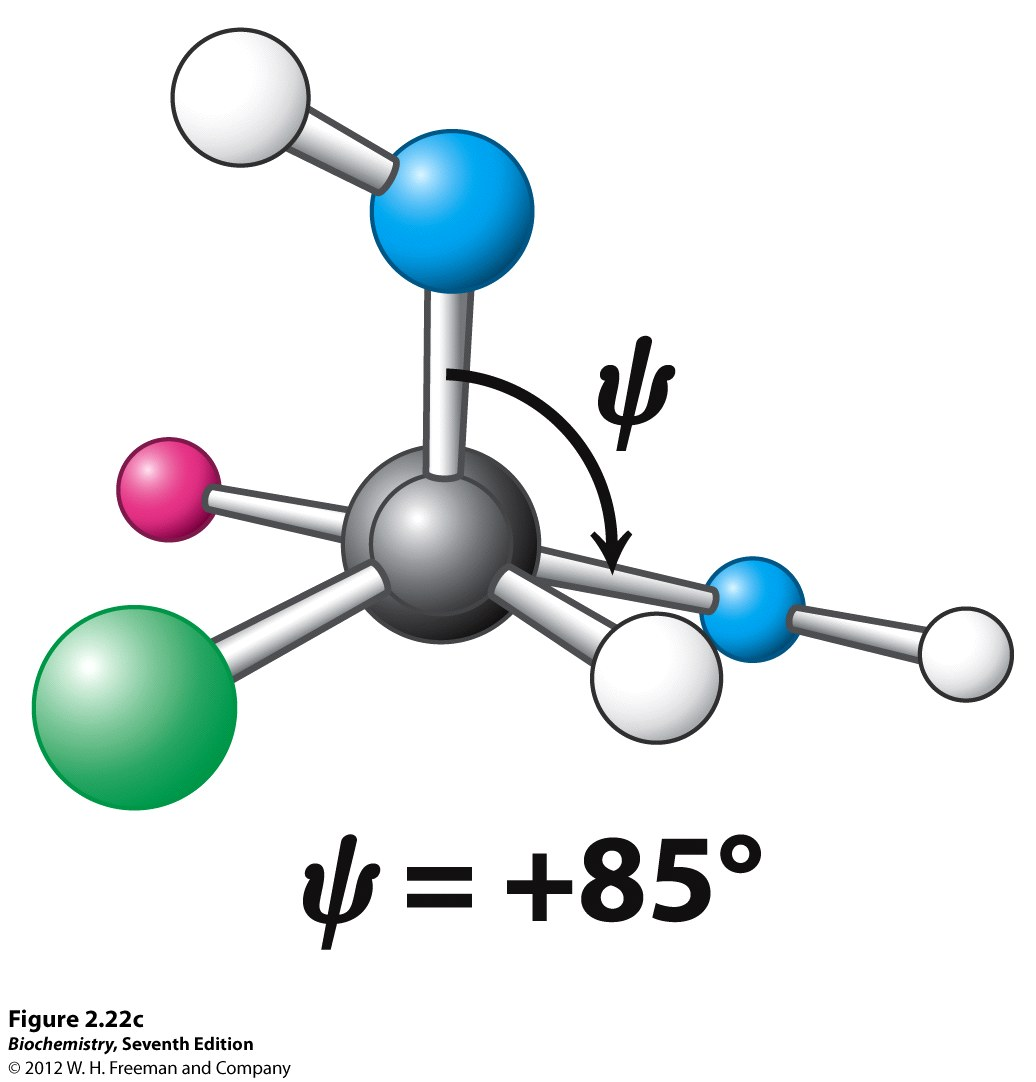 ψ
ψ = +85°
Figure 2.22c
Biochemistry, Seventh Edition
© 2012 W. H. Freeman and Company